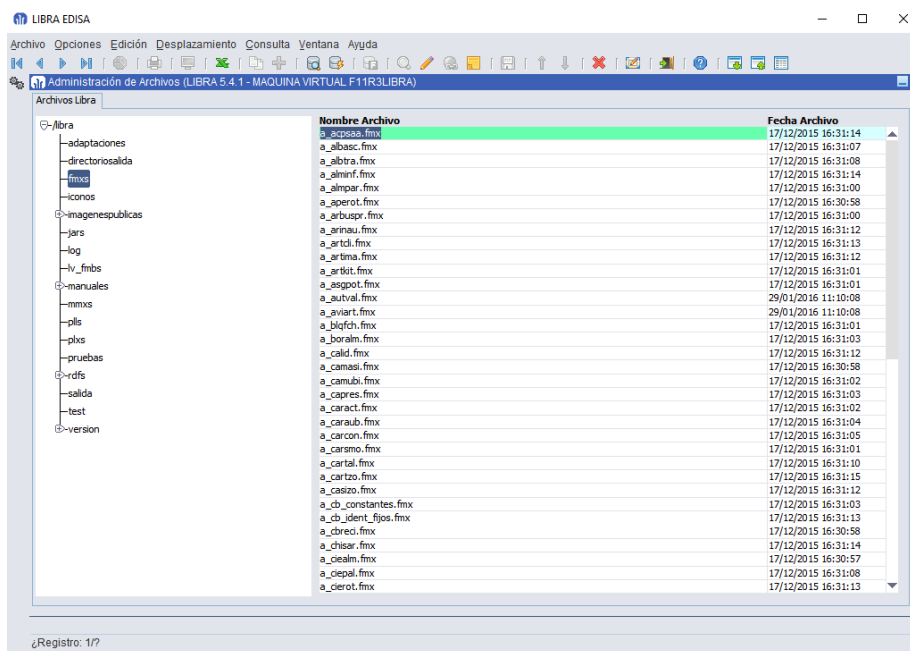 LIBRA EDISA
Archivo Opciones Edición Desplazamiento Consulta Ventana Ayuda
Administración de Archivos (LIBRA 5.4.1 - MAQUINA VIRTUAL F11R3LIBRA)
Archivos Libra
/libra
adaptaciones
directoriosalida
fmxs
iconos
imagenespublicas
jars
log
lv_fmbs
manuales
mmxs
plls
plxs
pruebas
rdfs
salida
test
version
Nombre Archivo Fecha Archivo
a_acpsaa.fmx 17/12/2015 16:31:14
a_albasc.fmx 17/12/2015 16:31:07
a_albtra.fmx 17/12/2015 16:31:08
a_alminf.fmx 17/12/2015 16:31:14
a_almpar.fmx 17/12/2015 16:31:00
a_aperot.fmx 17/12/2015 16:30:58
a_arbuspr.fmx 17/12/2015 16:31:00
a_arinau.fmx 17/12/2015 16:31:12
a_artcli.fmx 17/12/2015 16:31:13
a_artima.fmx 17/12/2015 16:31:12
a_artkit.fmx 17/12/2015 16:31:01
a_asgpot.fmx 17/12/2015 16:31:01
a_autval.fmx 29/01/2016 11:10:08
a_aviart.fmx 29/01/2016 11:10:08
a_blqfch.fmx 17/12/2015 16:31:01
a_boralm.fmx 17/12/2015 16:31:03
a_calid.fmx 17/12/2015 16:31:12
a_camasi.fmx 17/12/2015 16:30:58
a_camubi.fmx 17/12/2015 16:31:02
a_capres.fmx 17/12/2015 16:31:03
a_caract.fmx 17/12/2015 16:31:02
a_caraub.fmx 17/12/2015 16:31:04
a_carcon.fmx 17/12/2015 16:31:05
a_carsmo.fmx 17/12/2015 16:31:01
a_cartal.fmx 17/12/2015 16:31:10
a_cartzo.fmx 17/12/2015 16:31:15
a_casizo.fmx 17/12/2015 16:31:12
a_cb_constantes.fmx 17/12/2015 16:31:03
a_cb_ident_fijos.fmx 17/12/2015 16:31:13
a_cbreci.fmx 17/12/2015 16:30:58
a_chisar.fmx 17/12/2015 16:31:14
a_ciealm.fmx 17/12/2015 16:30:57
a_ciepal.fmx 17/12/2015 16:31:08
a_cierot.fmx 17/12/2015 16:31:13
¿Registro: 1/?